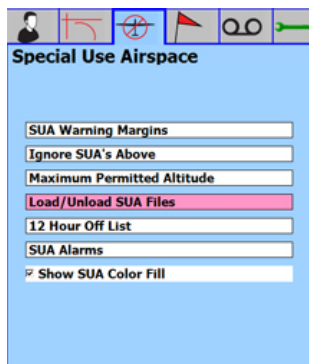 Special Use Airspace
SUA Warning Margins
Ignore SUA's Above
Maximum Permitted Altitude
Load/Unload SUA Files
12 Hour Off List
SUA Alarms
Show SUA Color Fill